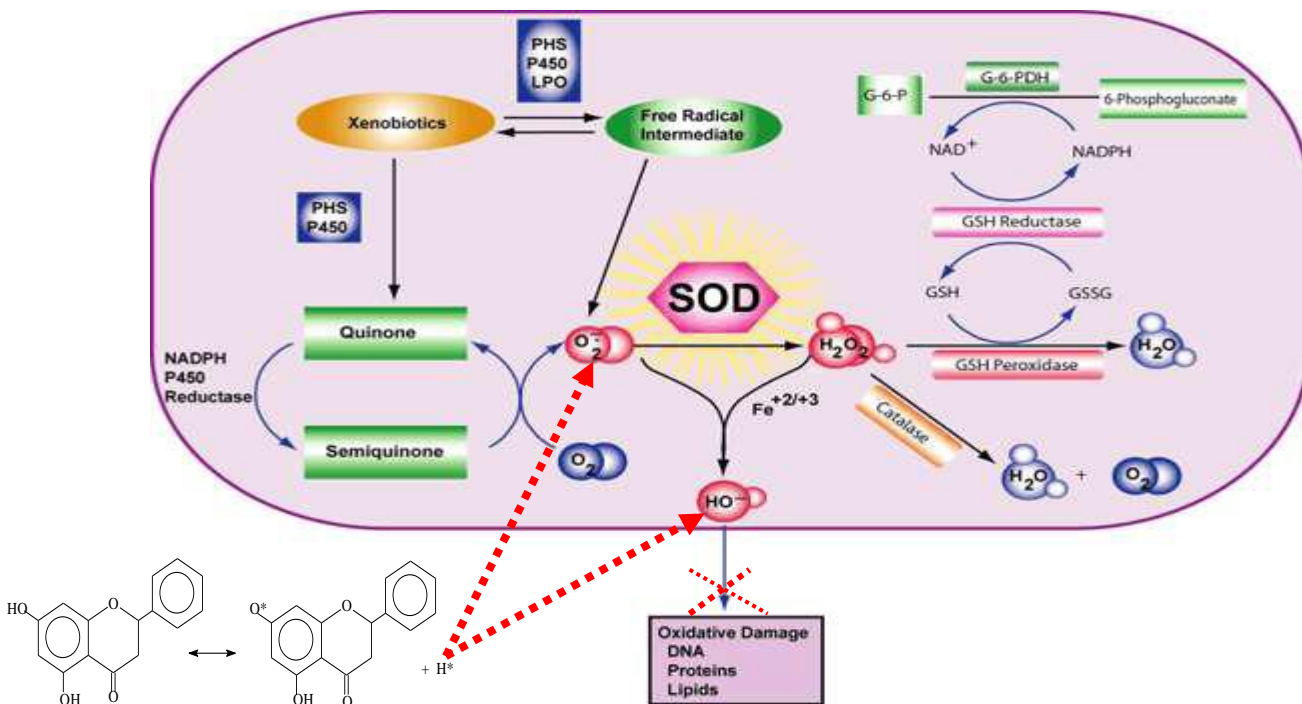 PHS
P450
LPO
Xenobiotics
Free Radical
Intermediate
G-6-P
G-6-PDH
6-Phosphogluconate
NAD+
NADPH
GSH Reductase
GSH
GSSG
PHS
P450
SOD
Quinone
NADPH
P450
Reductase
Semiquinone
O2-
H2O2
GSH Peroxidase
H2O
Fe+2/+3
Catalase
O2
H2O
+
O2
HO-
HO
O
OH
O
O*
O
OH
O
+ H*
Oxidative Damage
DNA
Proteins
Lipids